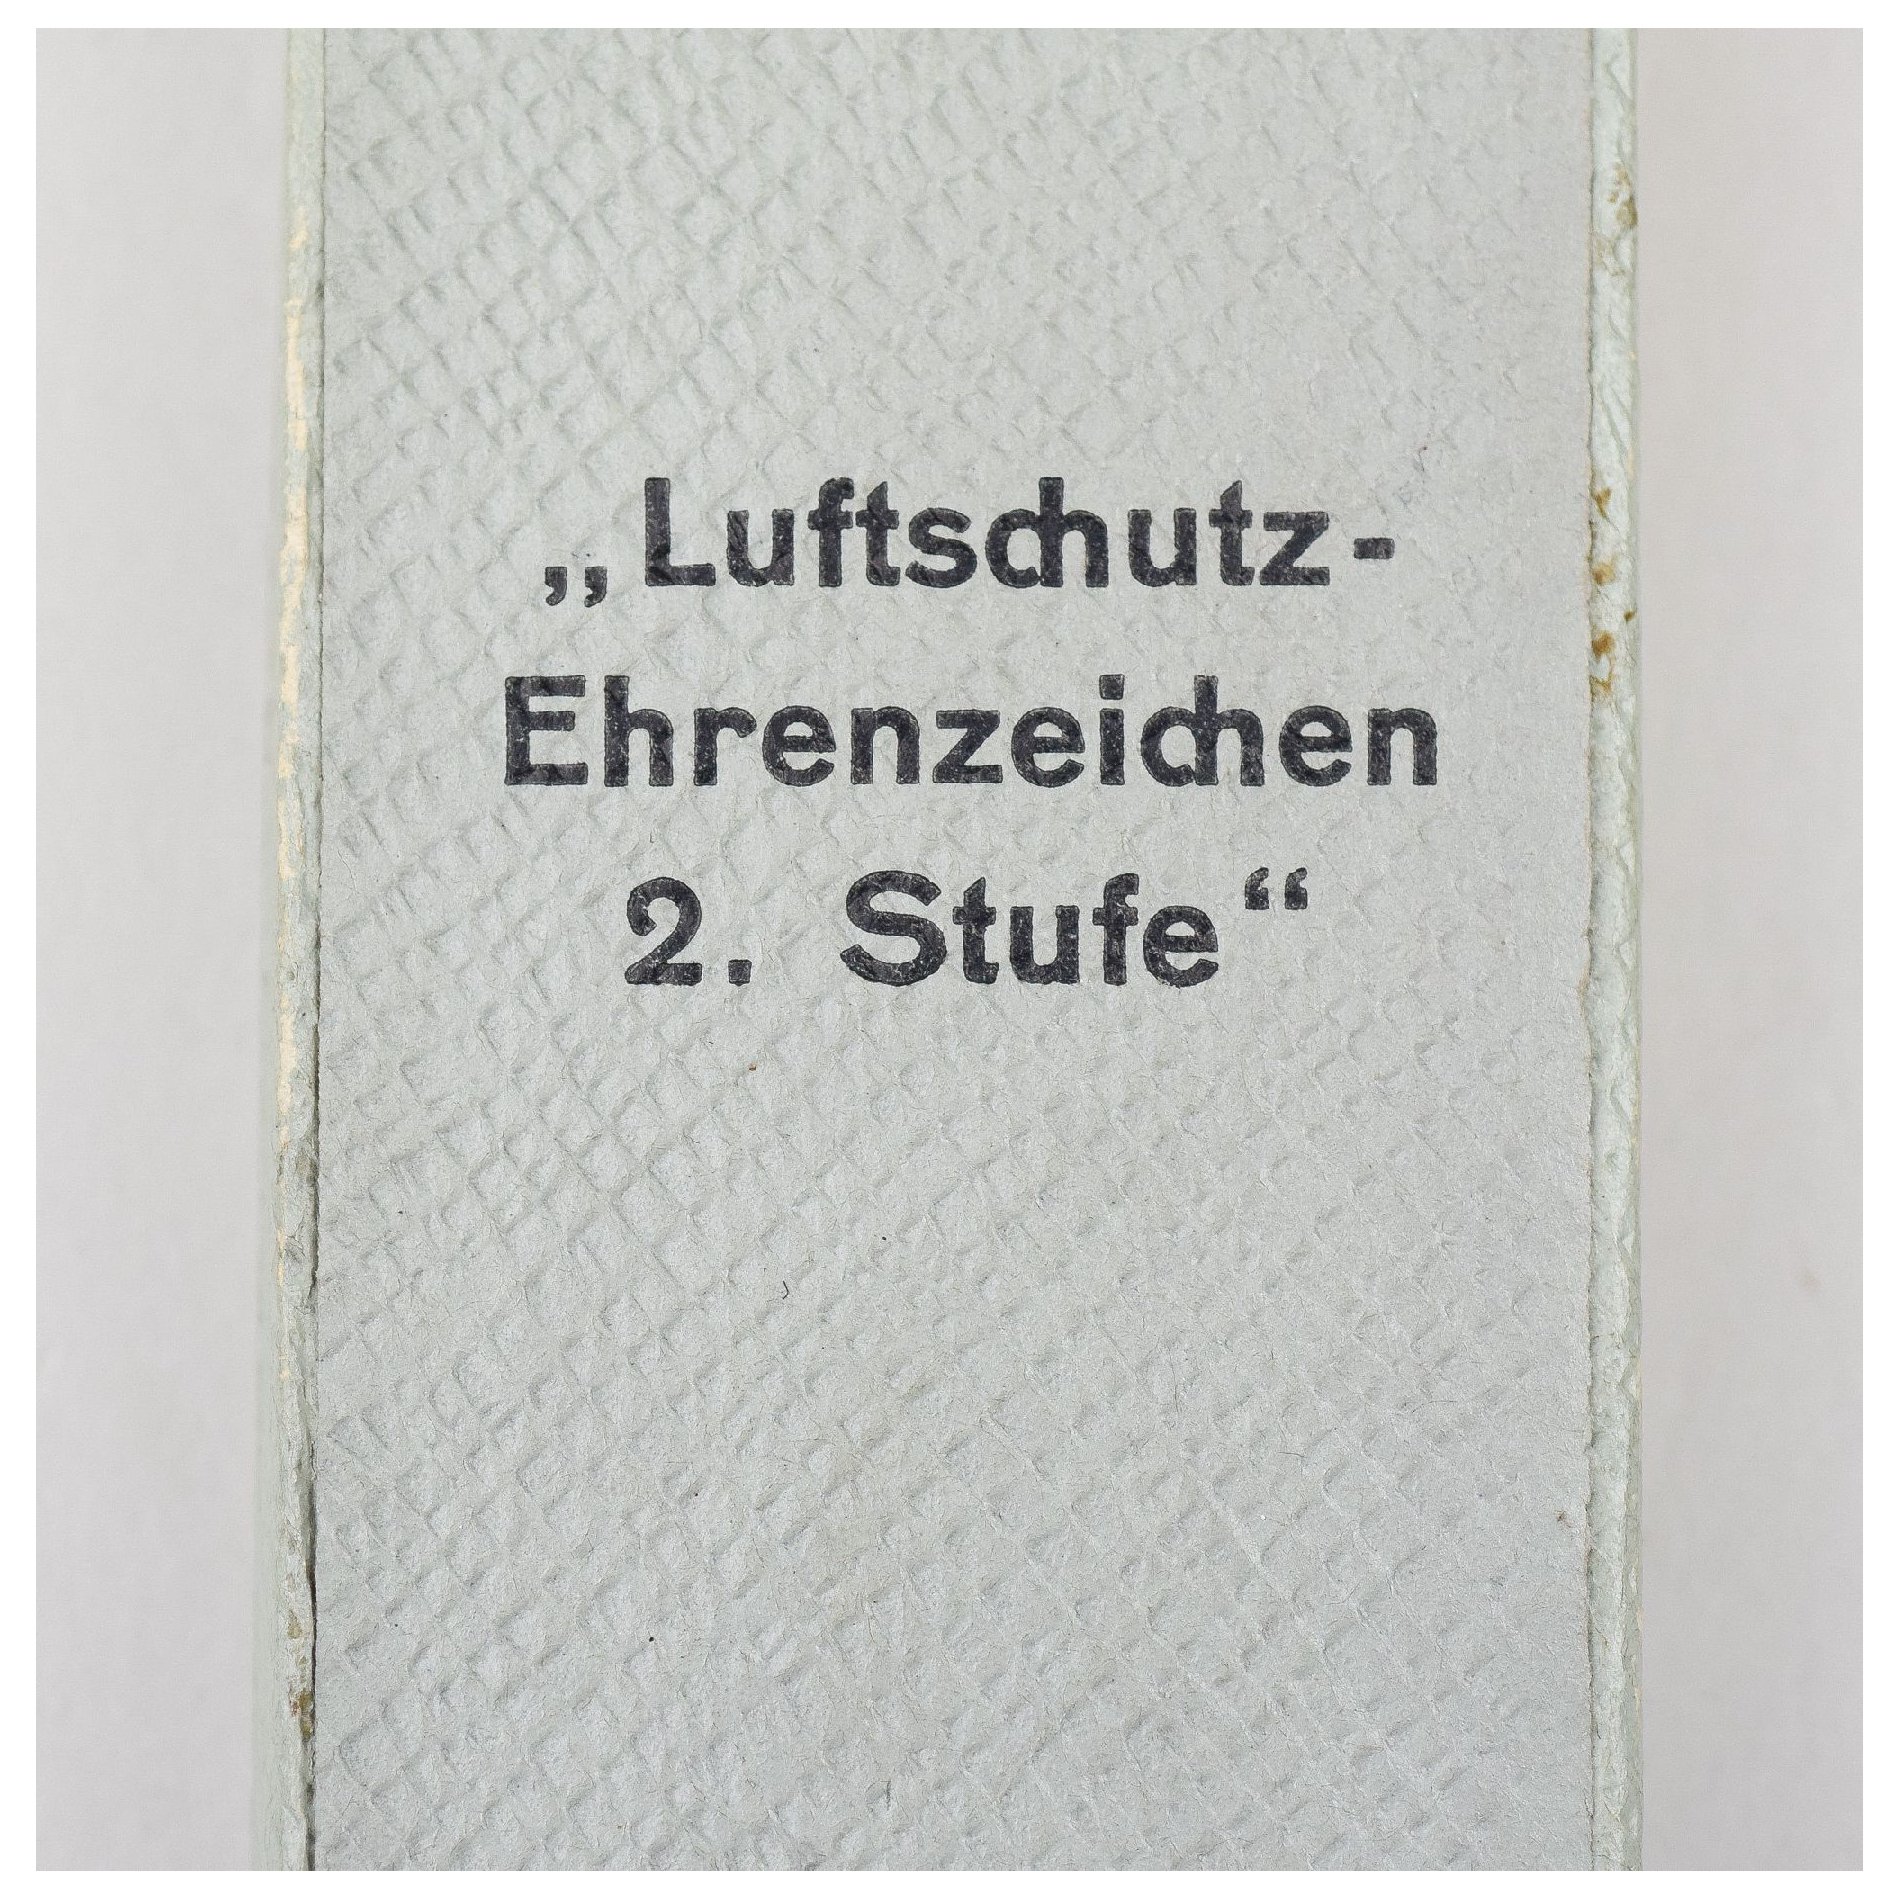 „Luftschutz-
Ehrenzeichen
2. Stufe“